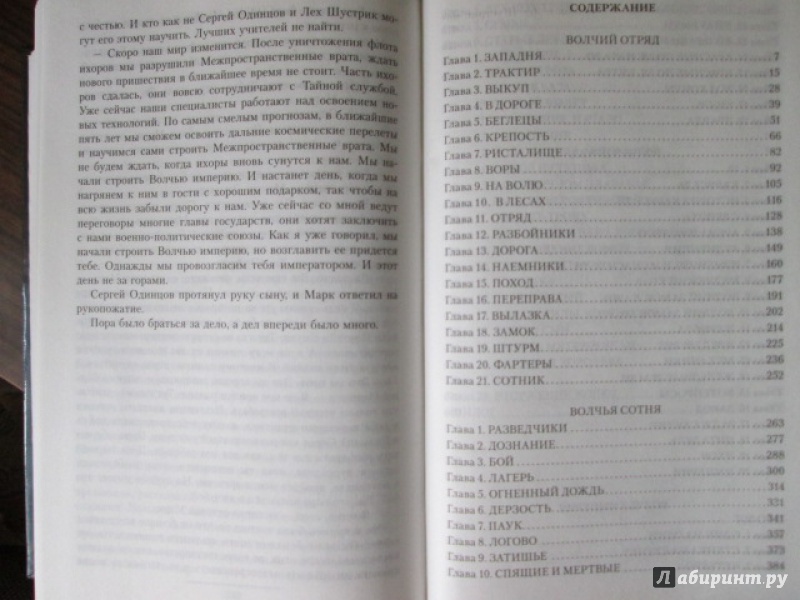 с честью. И кто как не Сергей Одинцов и Лех Шустрик мо-
гут его этому научить. Лучших учителей не найти.
— Скоро наш мир изменится. После уничтожения флота
ихоров мы разрушили Межпространственные врата, ждать
нового пришествия в ближайшее время не стоит. Часть ихо-
ров сдалась, они вовсю сотрудничают с Тайной службой.
Уже сейчас наши специалисты работают над освоением но-
вых технологий. По самым смелым прогнозам, в ближайшие
пять лет мы сможем освоить дальние космические перелеты
и научимся сами строить Межпространственные врата. Мы
не будем ждать, когда ихоры вновь сунутся к нам. Мы на-
чали строить Волчью империю. И настанет день, когда мы
нагрянем к ним в гости с хорошим подарком, так чтобы на
всю жизнь забыли дорогу к нам. Уже сейчас со мной ведут
переговоры многие главы государств, они хотят заключить
с нами военно-политические союзы. Как я уже говорил, мы
начали строить Волчью империю, но возглавить ее придется
тебе. Однажды мы провозгласим тебя императором. И этот
день не за горами.
Сергей Одинцов протянул руку сыну, и Марк ответил на
рукопожатие.
Пора было браться за дело, а дел впереди было много.
СОДЕРЖАНИЕ
ВОЛЧИЙ ОТРЯД
Глава 1. ЗАПАДНЯ 7
Глава 2. ТРАКТИР 15
Глава 3. ВЫКУП 28
Глава 4. В ДОРОГЕ 39
Глава 5. БЕГЛЕЦЫ 51
Глава 6. КРЕПОСТЬ 66
Глава 7. РИСТАЛИЩЕ 82
Глава 8. ВОРЫ 92
Глава 9. НА ВОЛЮ 105
Глава 10. В ЛЕСАХ 116
Глава 11. ОТРЯД 128
Глава 12. РАЗБОЙНИКИ 138
Глава 13. ДОРОГА 149
Глава 14. НАЕМНИКИ 160
Глава 15. ПОХОД 177
Глава 16. ПЕРЕПРАВА 191
Глава 17. ВЫЛАЗКА 202
Глава 18. ЗАМОК 214
Глава 19. ШТУРМ 225
Глава 20. ФАРТЕРЫ 236
Глава 21. СОТНИК 252
ВОЛЧЬЯ СОТНЯ
Глава 1. РАЗВЕДЧИКИ 263
Глава 2. ДОЗНАНИЕ 277
Глава 3. БОЙ 288
Глава 4. ЛАГЕРЬ 300
Глава 5. ОГНЕННЫЙ ДОЖДЬ 314
Глава 6. ДЕРЗОСТЬ 331
Глава 7. ПАУК 341
Глава 8. ЛОГОВО 357
Глава 9. ЗАТИШЬЕ 373
Глава 10. СПЯЩИЕ И МЕРТВЫЕ 384
Лабиринт.ру